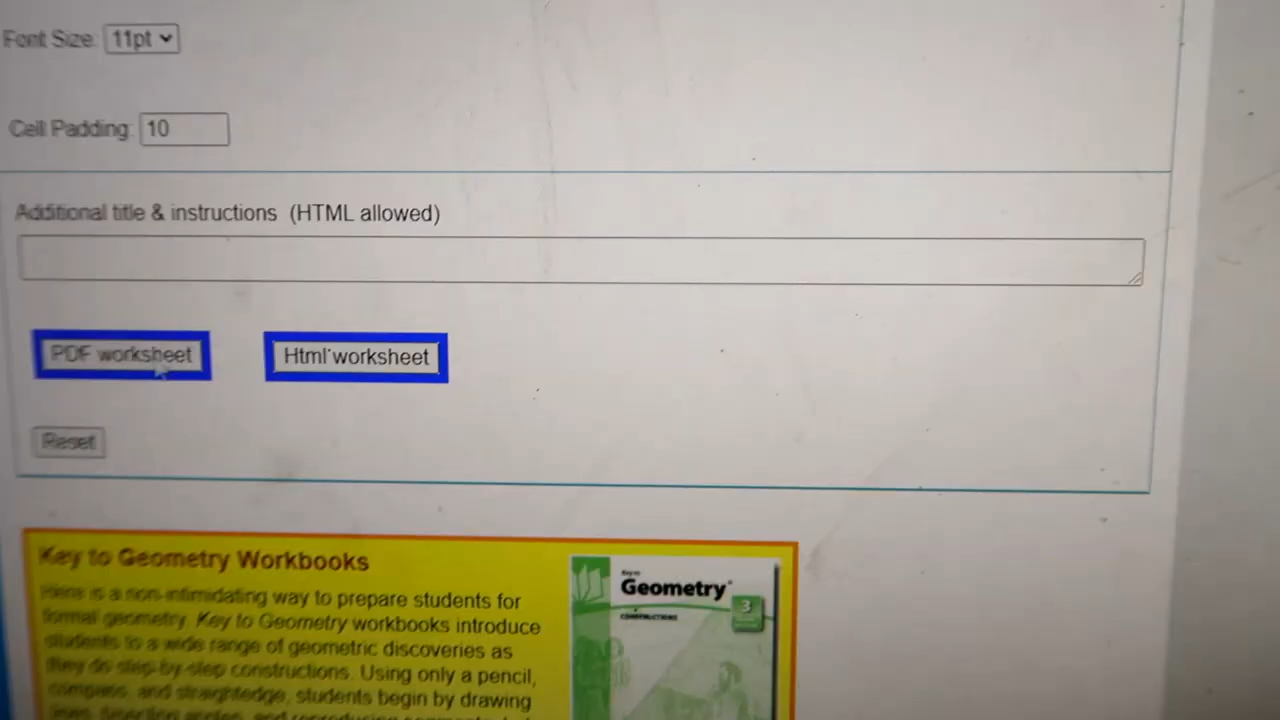 Font Size: 11pt
Cell Padding: 10
Additional title & instructions (HTML allowed)
PDF worksheet
Html worksheet
Reset
Key to Geometry Workbooks
Here is a non-intimidating way to prepare students for
formal geometry. Key to Geometry workbooks introduce
students to a wide range of geometric discoveries as
they do step-by-step constructions. Using only a pencil,
compass, and straightedge, students begin by drawing
Key to
Geometry
3
CONSTRUCTIONS